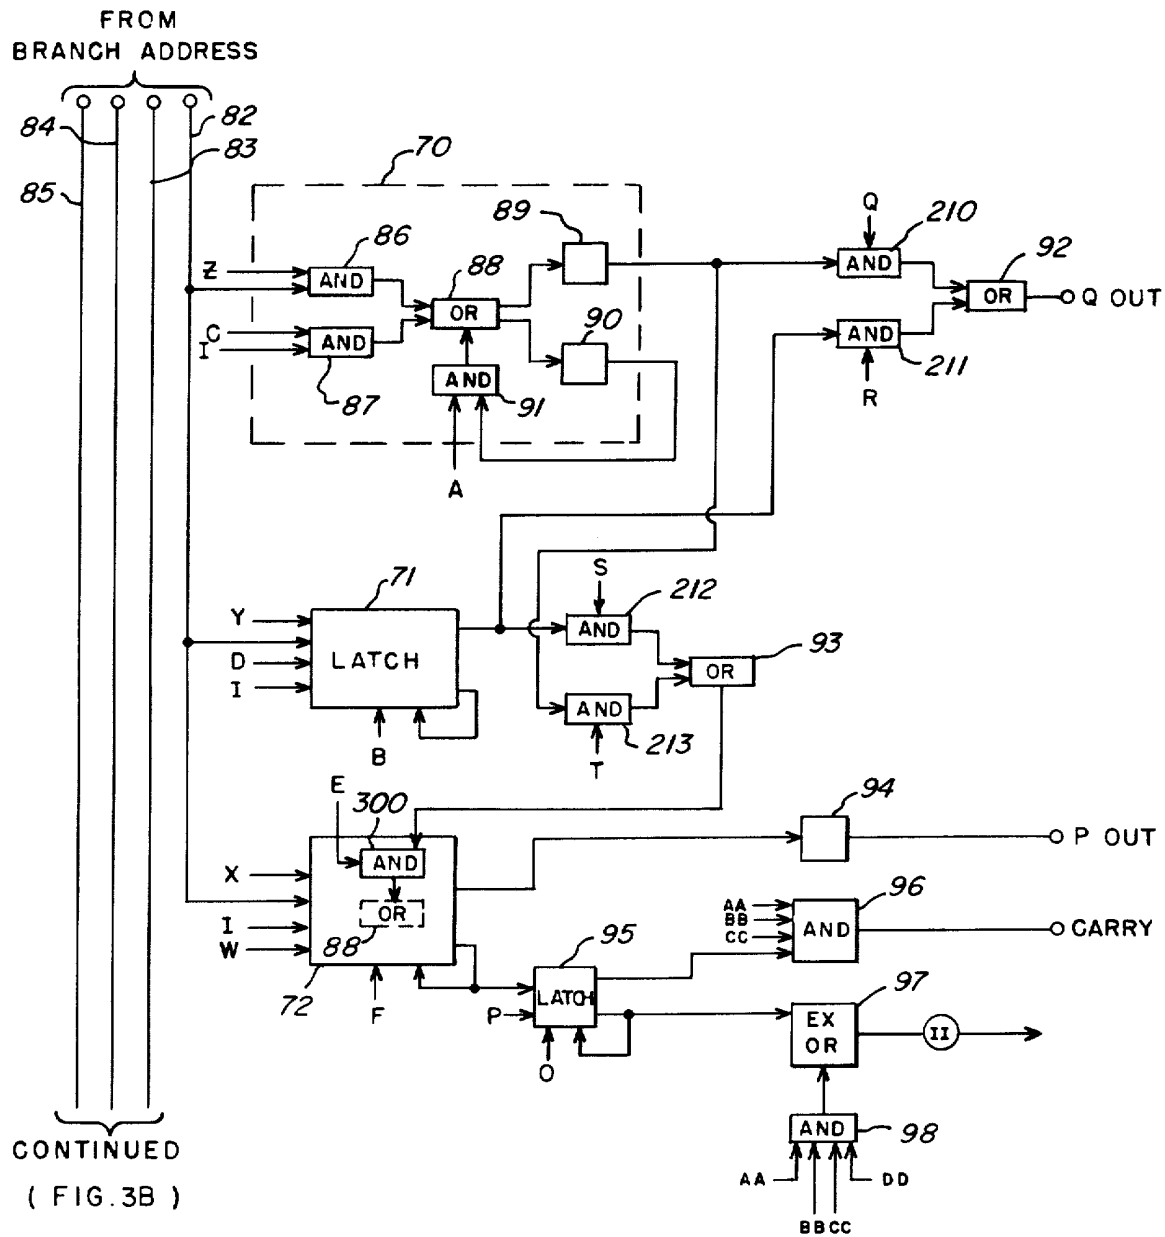 FROM
BRANCH ADDRESS
84
82
83
85
70
89
Q
210
86
88
92
Z
AND
AND
OR
OR
Q OUT
90
C
AND
AND
I
87
AND
91
211
R
A
S
71
212
Y
AND
93
LATCH
D
OR
I
AND
B
213
T
E
300
94
AND
P OUT
X
OR
AA
96
BB
I
88
95
CC
AND
CARRY
W
72
F
LATCH
97
P
EX
OR
II
O
AND
98
AA
DD
BB CC
CONTINUED
( FIG. 3B )